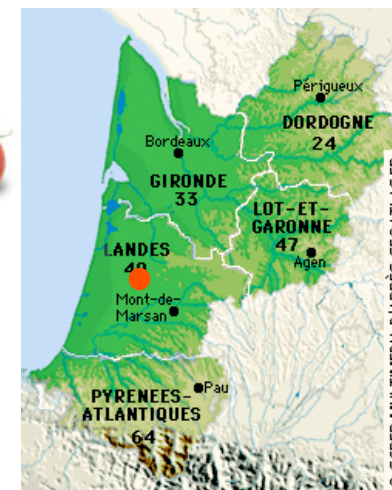 Périgueux
DORDOGNE
24
Bordeaux
GIRONDE
33
LOT-ET-
GARONNE
47
Agen
LANDES
40
Mont-de-
Marsan
Pau
PYRENEES-
ATLANTIQUES
64